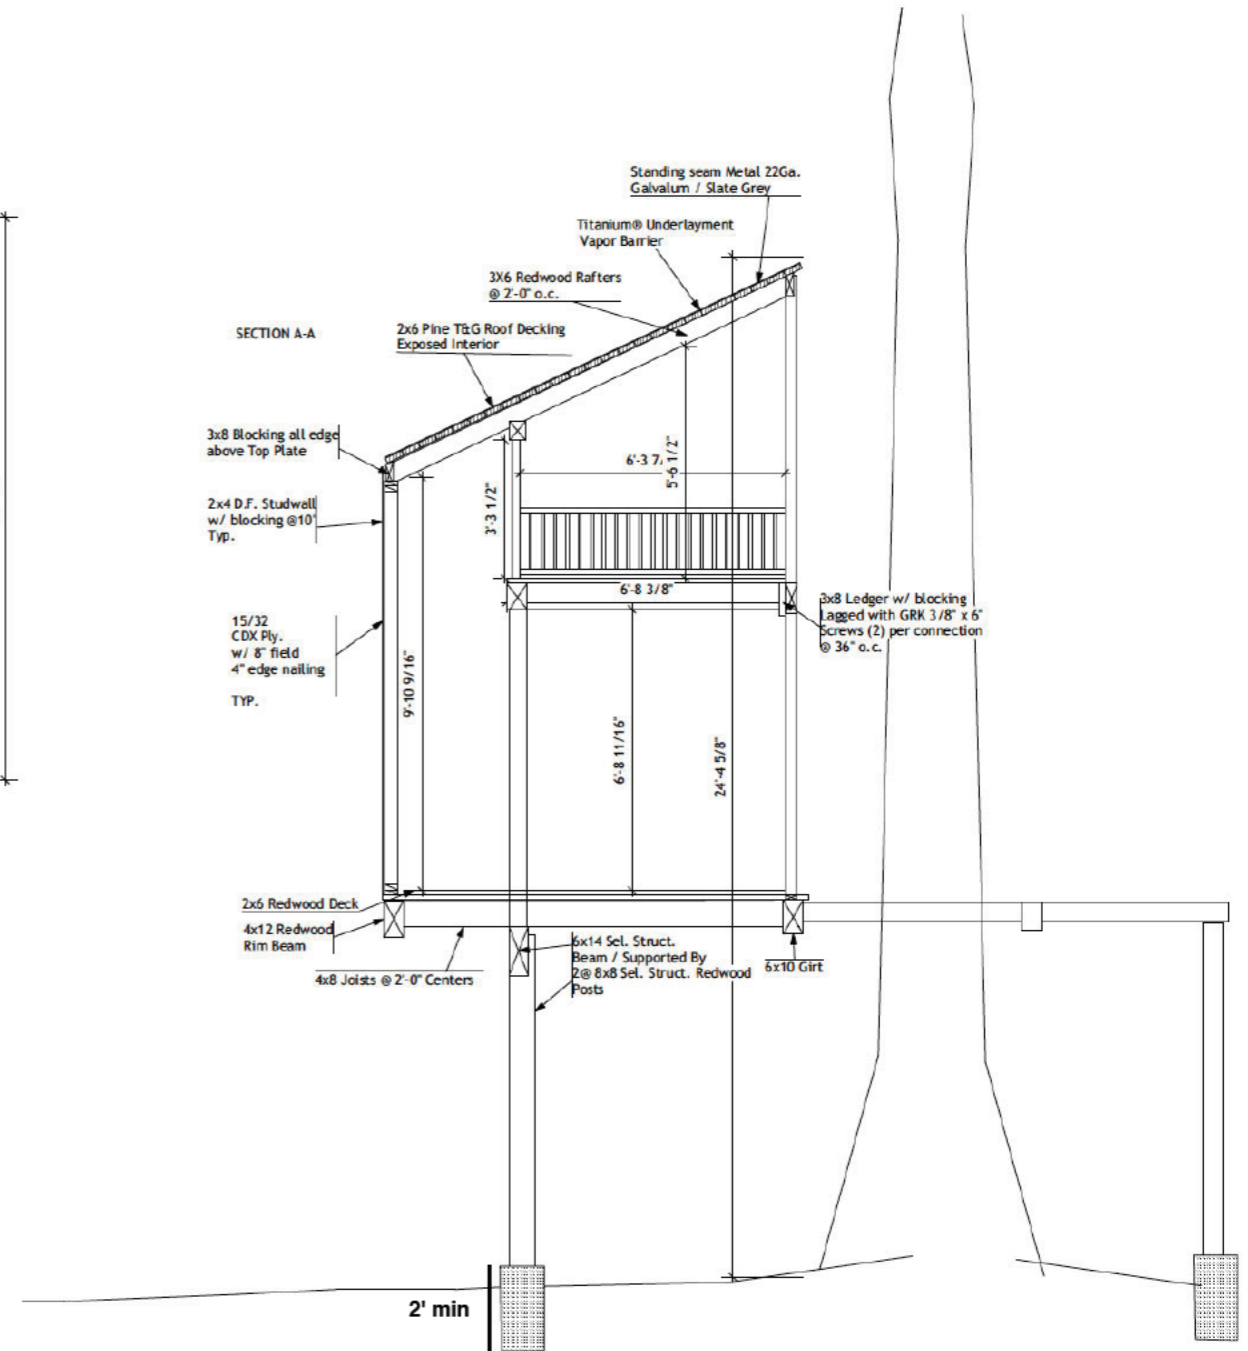 Standing seam Metal 22Ga.
Galvalum / Slate Grey
Titanium® Underlayment
Vapor Barrier
3X6 Redwood Rafters
@ 2'-0" o.c.
SECTION A-A
2x6 Pine T&G Roof Decking
Exposed Interior
3x8 Blocking all edge
above Top Plate
6'-3 7/
5'-6 1/2"
3'-3 1/2"
2x4 D.F. Studwall
w/ blocking @10'
Typ.
6'-8 3/8"
3x8 Ledger w/ blocking
Lagged with GRK 3/8" x 6"
Screws (2) per connection
@ 36" o.c.
15/32
CDX Ply.
w/ 8" field
4" edge nailing
TYP.
9'-10 9/16"
6'-8 11/16"
24'-4 5/8"
2x6 Redwood Deck
4x12 Redwood
Rim Beam
6x14 Sel. Struct.
Beam / Supported By
2@ 8x8 Sel. Struct. Redwood
Posts
6x10 Girt
4x8 Joists @ 2'-0" Centers
2' min